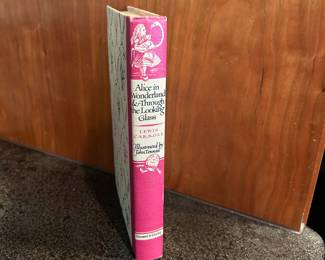 Alice in
Wonderland
& Through
the Looking
Glass
LEWIS
CARROLL
Illustrated by
John Tenniel